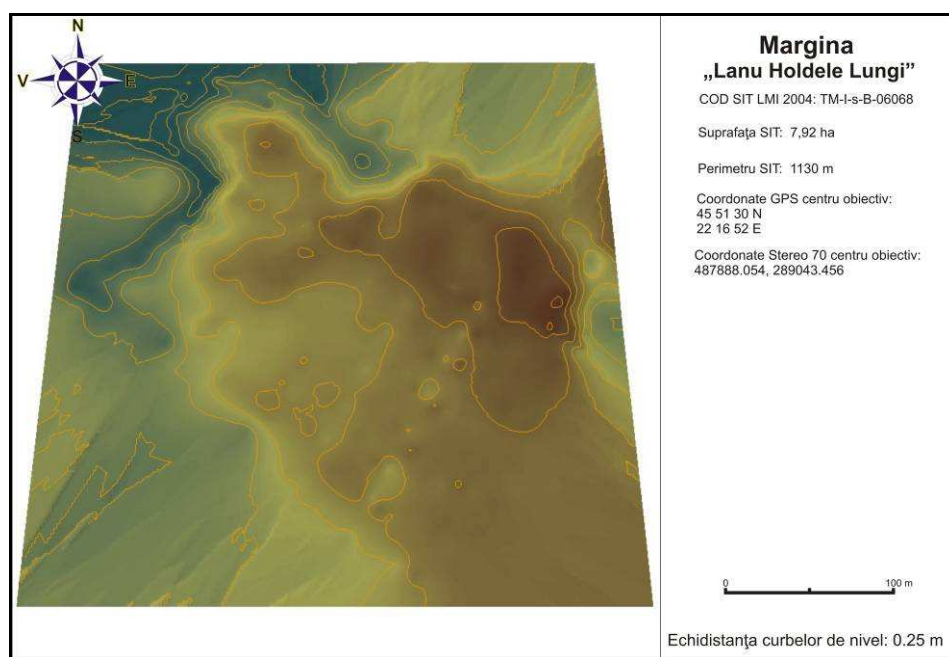 N
V E
S
Margina
„Lanu Holdele Lungi”
COD SIT LMI 2004: TM-I-s-B-06068
Suprafaţa SIT: 7,92 ha
Perimetru SIT: 1130 m
Coordonate GPS centru obiectiv:
45 51 30 N
22 16 52 E
Coordonate Stereo 70 centru obiectiv:
487888.054, 289043.456
0 100 m
Echidistanţa curbelor de nivel: 0.25 m